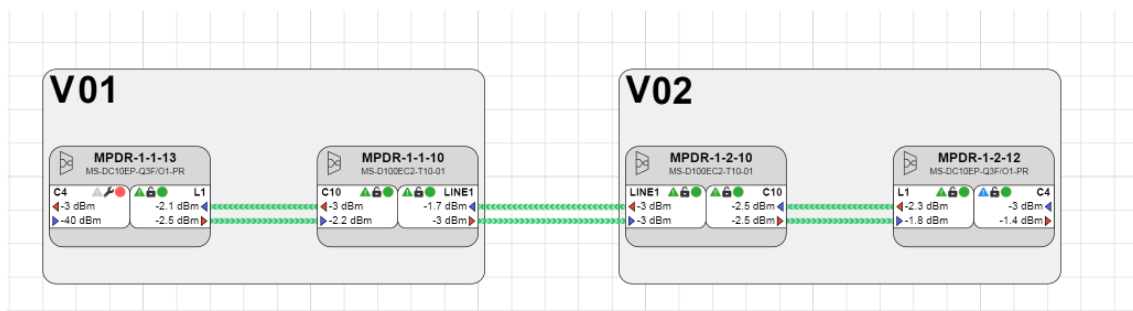 V01
V02
MPDR-1-1-13
MS-DC10EP-Q3F/O1-PR
C4 L1
-3 dBm -2.1 dBm
-40 dBm -2.5 dBm
MPDR-1-1-10
MS-D100EC2-T10-01
C10 LINE1
-3 dBm -1.7 dBm
-2.2 dBm -3 dBm
MPDR-1-2-10
MS-D100EC2-T10-01
LINE1 C10
-3 dBm -2.5 dBm
-3 dBm -2.5 dBm
MPDR-1-2-12
MS-DC10EP-Q3F/O1-PR
L1 C4
-2.3 dBm -3 dBm
-1.8 dBm -1.4 dBm